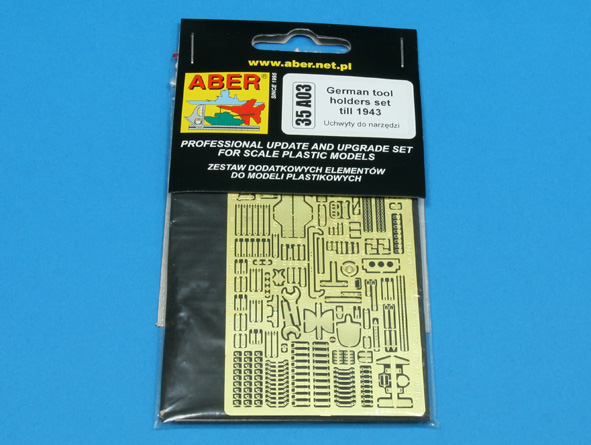 www.aber.net.pl
ABER®
SINCE 1995
35 A03
German tool
holders set
till 1943
Uchwyty do narzędzi
PROFESSIONAL UPDATE AND UPGRADE SET
FOR SCALE PLASTIC MODELS
ZESTAW DODATKOWYCH ELEMENTÓW
DO MODELI PLASTIKOWYCH